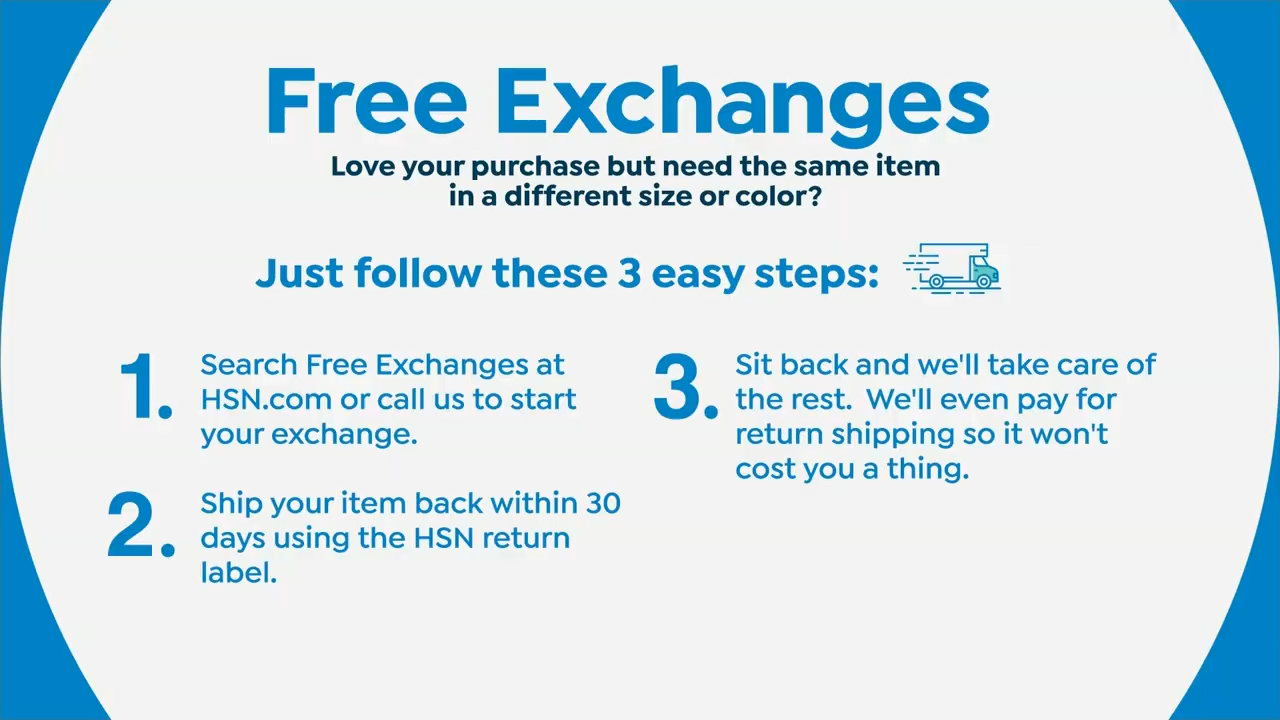 Free Exchanges
Love your purchase but need the same item
in a different size or color?
Just follow these 3 easy steps:
1. Search Free Exchanges at
HSN.com or call us to start
your exchange.
2. Ship your item back within 30
days using the HSN return
label.
3. Sit back and we'll take care of
the rest. We'll even pay for
return shipping so it won't
cost you a thing.